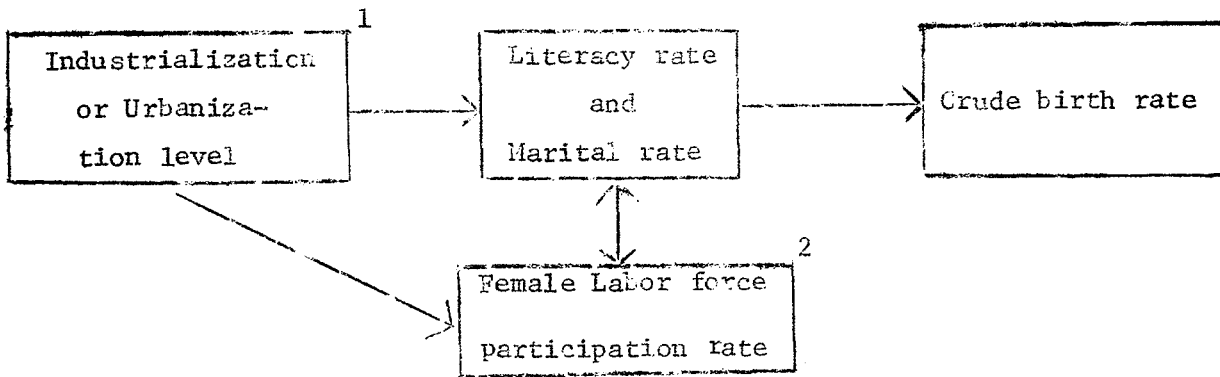 1
Industrialization
or Urbaniza-
tion level
Literacy rate
and
Marital rate
Crude birth rate
2
Female Labor force
participation rate